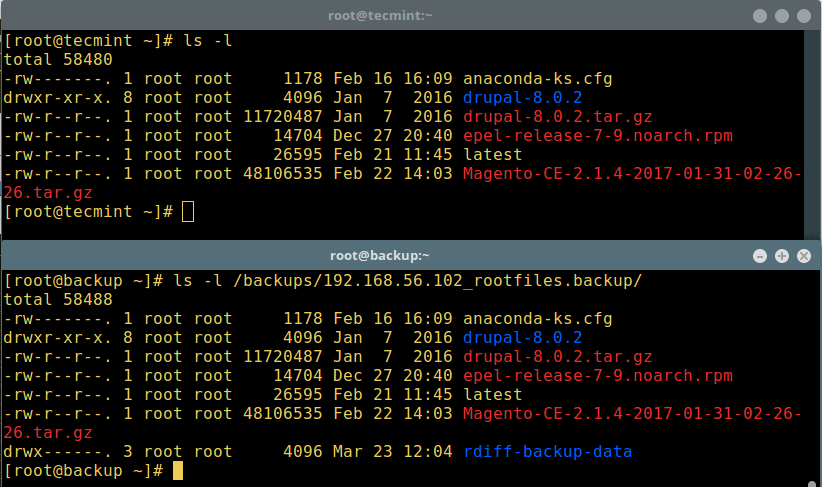 root@tecmint:~
[root@tecmint ~]# ls -l
total 58480
-rw-------. 1 root root     1178 Feb 16 16:09 anaconda-ks.cfg
drwxr-xr-x. 8 root root     4096 Jan  7  2016 drupal-8.0.2
-rw-r--r--. 1 root root 11720487 Jan  7  2016 drupal-8.0.2.tar.gz
-rw-r--r--. 1 root root    14704 Dec 27 20:40 epel-release-7-9.noarch.rpm
-rw-r--r--. 1 root root    26595 Feb 21 11:45 latest
-rw-r--r--. 1 root root 48106535 Feb 22 14:03 Magento-CE-2.1.4-2017-01-31-02-26-
26.tar.gz
[root@tecmint ~]#
root@backup:~
[root@backup ~]# ls -l /backups/192.168.56.102_rootfiles.backup/
total 58488
-rw-------. 1 root root     1178 Feb 16 16:09 anaconda-ks.cfg
drwxr-xr-x. 8 root root     4096 Jan  7  2016 drupal-8.0.2
-rw-r--r--. 1 root root 11720487 Jan  7  2016 drupal-8.0.2.tar.gz
-rw-r--r--. 1 root root    14704 Dec 27 20:40 epel-release-7-9.noarch.rpm
-rw-r--r--. 1 root root    26595 Feb 21 11:45 latest
-rw-r--r--. 1 root root 48106535 Feb 22 14:03 Magento-CE-2.1.4-2017-01-31-02-26-
26.tar.gz
drwx------. 3 root root     4096 Mar 23 12:04 rdiff-backup-data
[root@backup ~]#